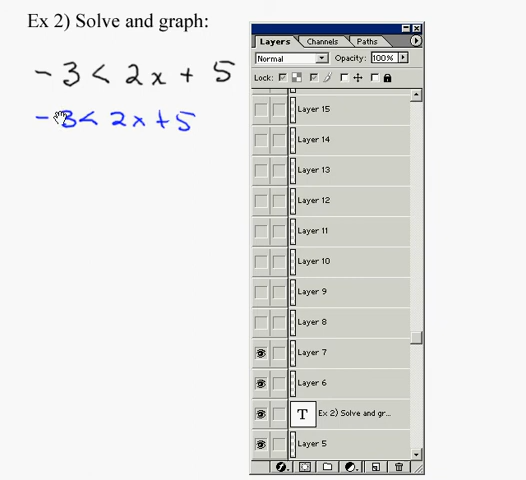 Ex 2) Solve and graph:
-3 < 2x + 5
-3 < 2x + 5
Layers Channels Paths
Normal Opacity: 100%
Lock:
Layer 15
Layer 14
Layer 13
Layer 12
Layer 11
Layer 10
Layer 9
Layer 8
Layer 7
Layer 6
T Ex 2) Solve and gr...
Layer 5